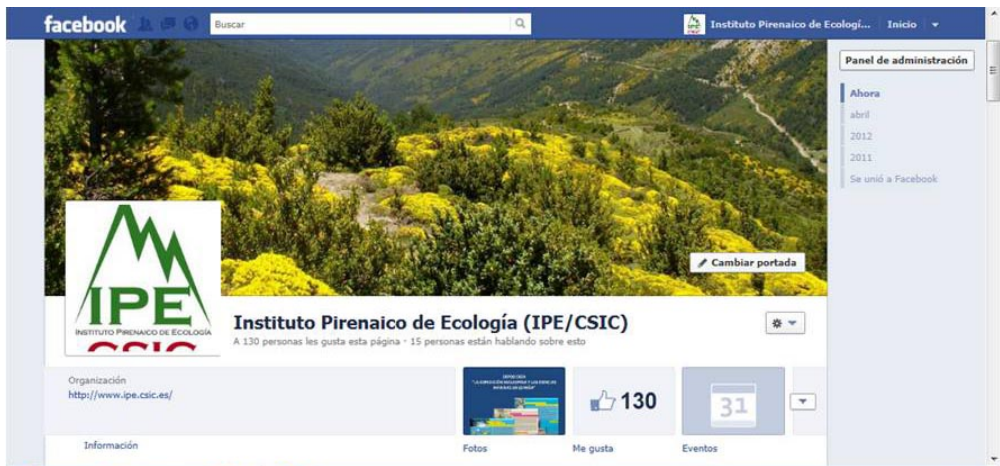 facebook
Buscar
Instituto Pirenaico de Ecologí... Inicio
Panel de administración
Ahora
abril
2012
2011
Se unió a Facebook
Cambiar portada
IPE
INSTITUTO PIRENAICO DE ECOLOGÍA
CSIC
Instituto Pirenaico de Ecología (IPE/CSIC)
A 130 personas les gusta esta página · 15 personas están hablando sobre esto
Organización
http://www.ipe.csic.es/
130
31
Información
Fotos
Me gusta
Eventos